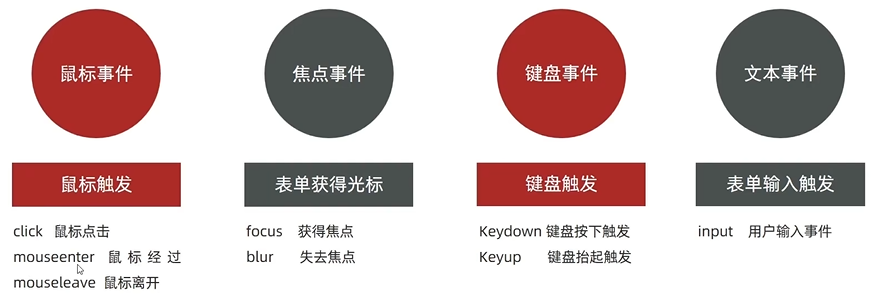 鼠标事件
焦点事件
键盘事件
文本事件
鼠标触发
表单获得光标
键盘触发
表单输入触发
click 鼠标点击
mouseenter 鼠标经过
mouseleave 鼠标离开
focus 获得焦点
blur 失去焦点
Keydown 键盘按下触发
Keyup 键盘抬起触发
input 用户输入事件